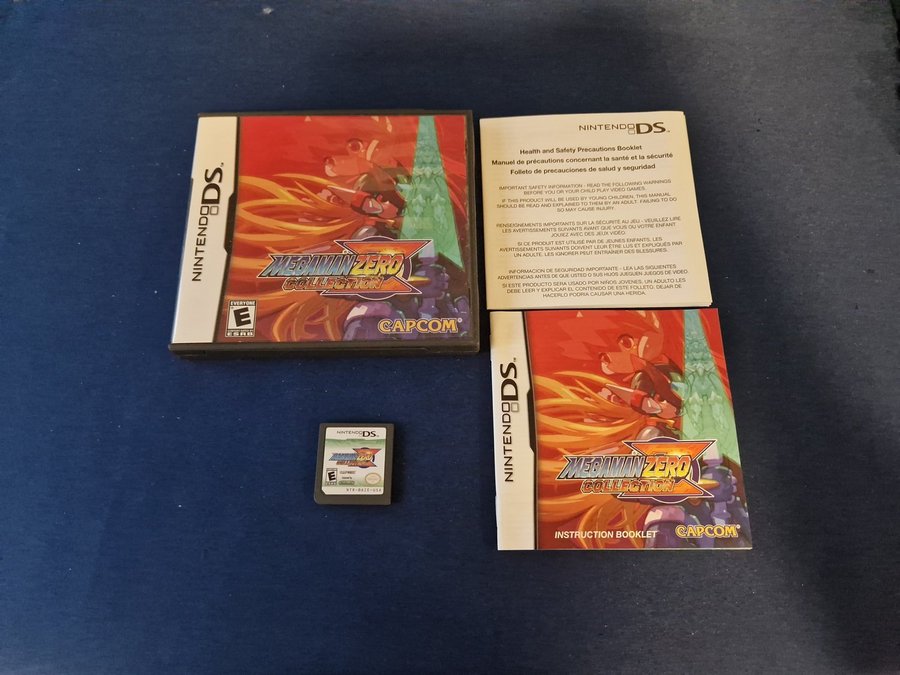 NINTENDO DS™
MEGAMAN ZERO
COLLECTION
EVERYONE
E
ESRB
CAPCOM®
NINTENDO DS™
Health and Safety Precautions Booklet
Manuel de précautions concernant la santé et la sécurité
Folleto de precauciones de salud y seguridad
IMPORTANT SAFETY INFORMATION - READ THE FOLLOWING WARNINGS
BEFORE YOU OR YOUR CHILD PLAY VIDEO GAMES.
IF THIS PRODUCT WILL BE USED BY YOUNG CHILDREN, THIS MANUAL
SHOULD BE READ AND EXPLAINED TO THEM BY AN ADULT. FAILING TO DO
SO MAY CAUSE INJURY.
RENSEIGNEMENTS IMPORTANTS SUR LA SÉCURITÉ AU JEU - VEUILLEZ LIRE
LES AVERTISSEMENTS SUIVANTS AVANT QUE VOUS OU VOTRE ENFANT
JOUIEZ AVEC DES JEUX VIDÉO.
SI CE PRODUIT EST UTILISÉ PAR DE JEUNES ENFANTS, LES
AVERTISSEMENTS SUIVANTS DOIVENT LEUR ÊTRE LUS ET EXPLIQUÉS PAR
UN ADULTE. LES IGNORER PEUT ENTRAÎNER DES BLESSURES.
INFORMACION DE SEGURIDAD IMPORTANTE - LEA LAS SIGUIENTES
ADVERTENCIAS ANTES DE QUE USTED O SUS HIJOS JUEGUEN JUEGOS DE VIDEO.
SI ESTE PRODUCTO SERA USADO POR NIÑOS JOVENES, UN ADULTO LES
DEBE LEER Y EXPLICAR EL CONTENIDO DE ESTE FOLLETO. DEJAR DE
HACERLO PODRIA CAUSAR UNA HERIDA.
NINTENDO DS™
MEGAMAN ZERO
COLLECTION
INSTRUCTION BOOKLET
CAPCOM®
NINTENDO DS™
MEGAMAN ZERO
COLLECTION
E
CAPCOM
Nintendo